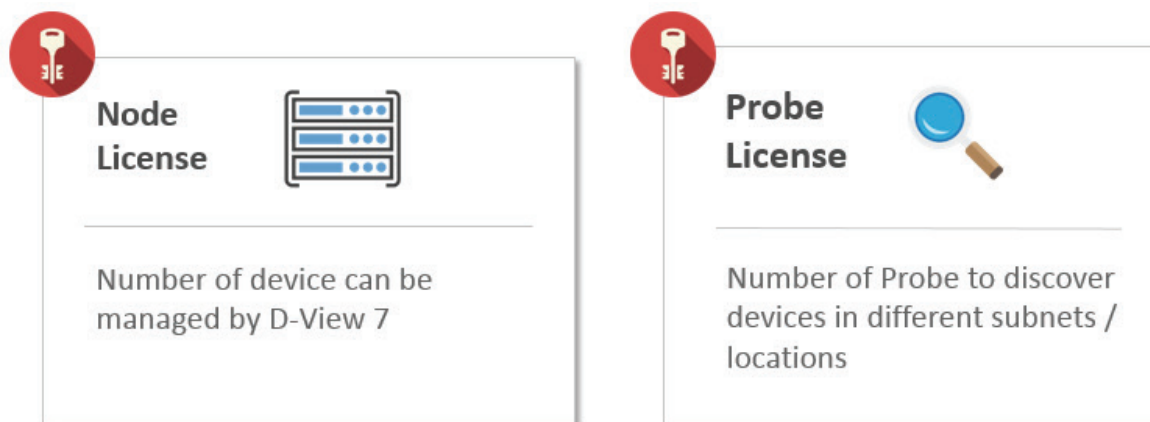 Node
License
Number of device can be
managed by D-View 7
Probe
License
Number of Probe to discover
devices in different subnets /
locations